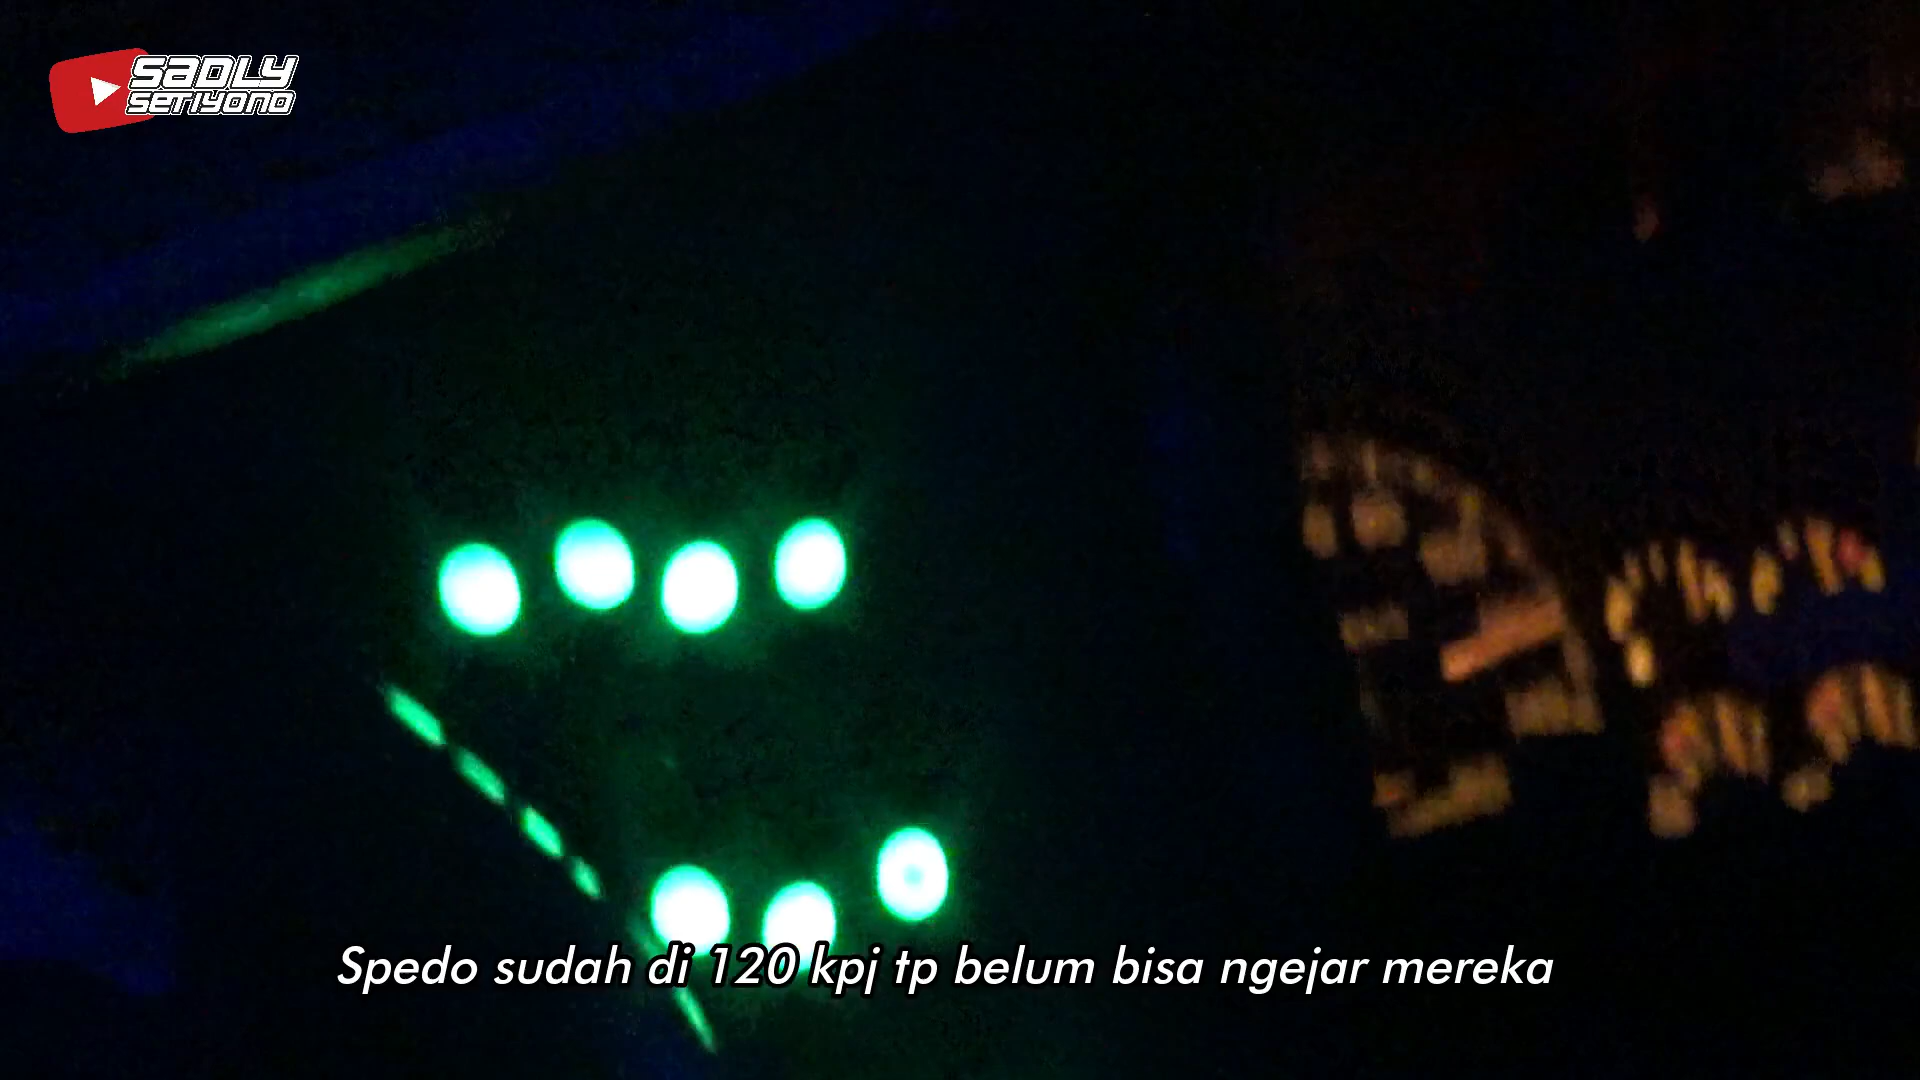 SADLY
SETIYONO
Spedo sudah di 120 kpj tp belum bisa ngejar mereka